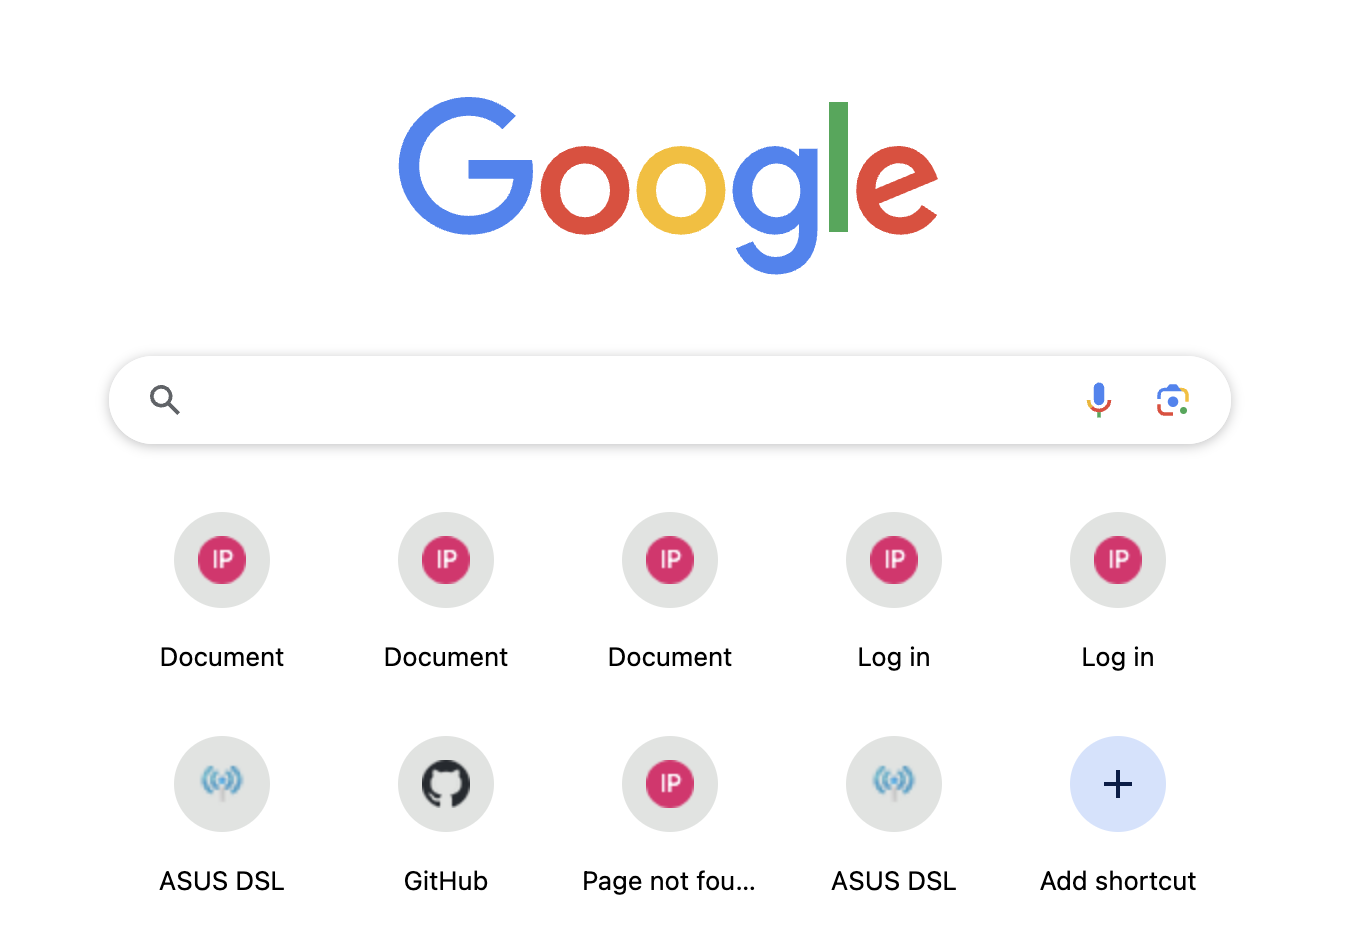 Google
IP IP IP IP IP
Document Document Document Log in Log in
IP
ASUS DSL GitHub Page not fou... ASUS DSL Add shortcut